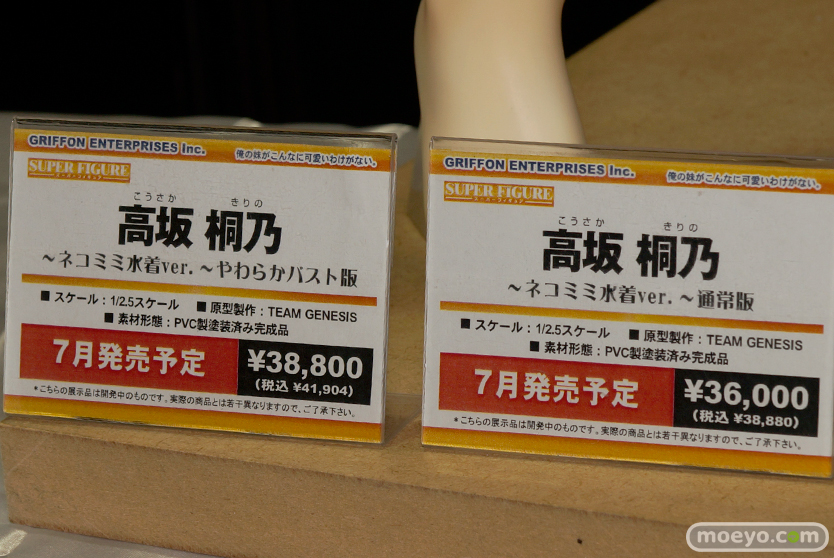 GRIFFON ENTERPRISES Inc.
俺の妹がこんなに可愛いわけがない。
SUPER FIGURE
こうさか きりの
高坂 桐乃
～ネコミミ水着ver.～やわらかバスト版
■ スケール:1/2.5スケール ■ 原型製作:TEAM GENESIS
■ 素材形態:PVC製塗装済み完成品
7月発売予定
¥38,800
(税込 ¥41,904)
*こちらの展示品は開発中のものです。実際の商品とは若干異なりますので、ご了承下さい。
GRIFFON ENTERPRISES Inc.
俺の妹がこんなに可愛いわけがない。
SUPER FIGURE
こうさか きりの
高坂 桐乃
～ネコミミ水着ver.～通常版
■ スケール:1/2.5スケール ■ 原型製作:TEAM GENESIS
■ 素材形態:PVC製塗装済み完成品
7月発売予定
¥36,000
(税込 ¥38,880)
*こちらの展示品は開発中のものです。実際の商品とは若干異なりますので、ご了承下さい。
moeyo.com